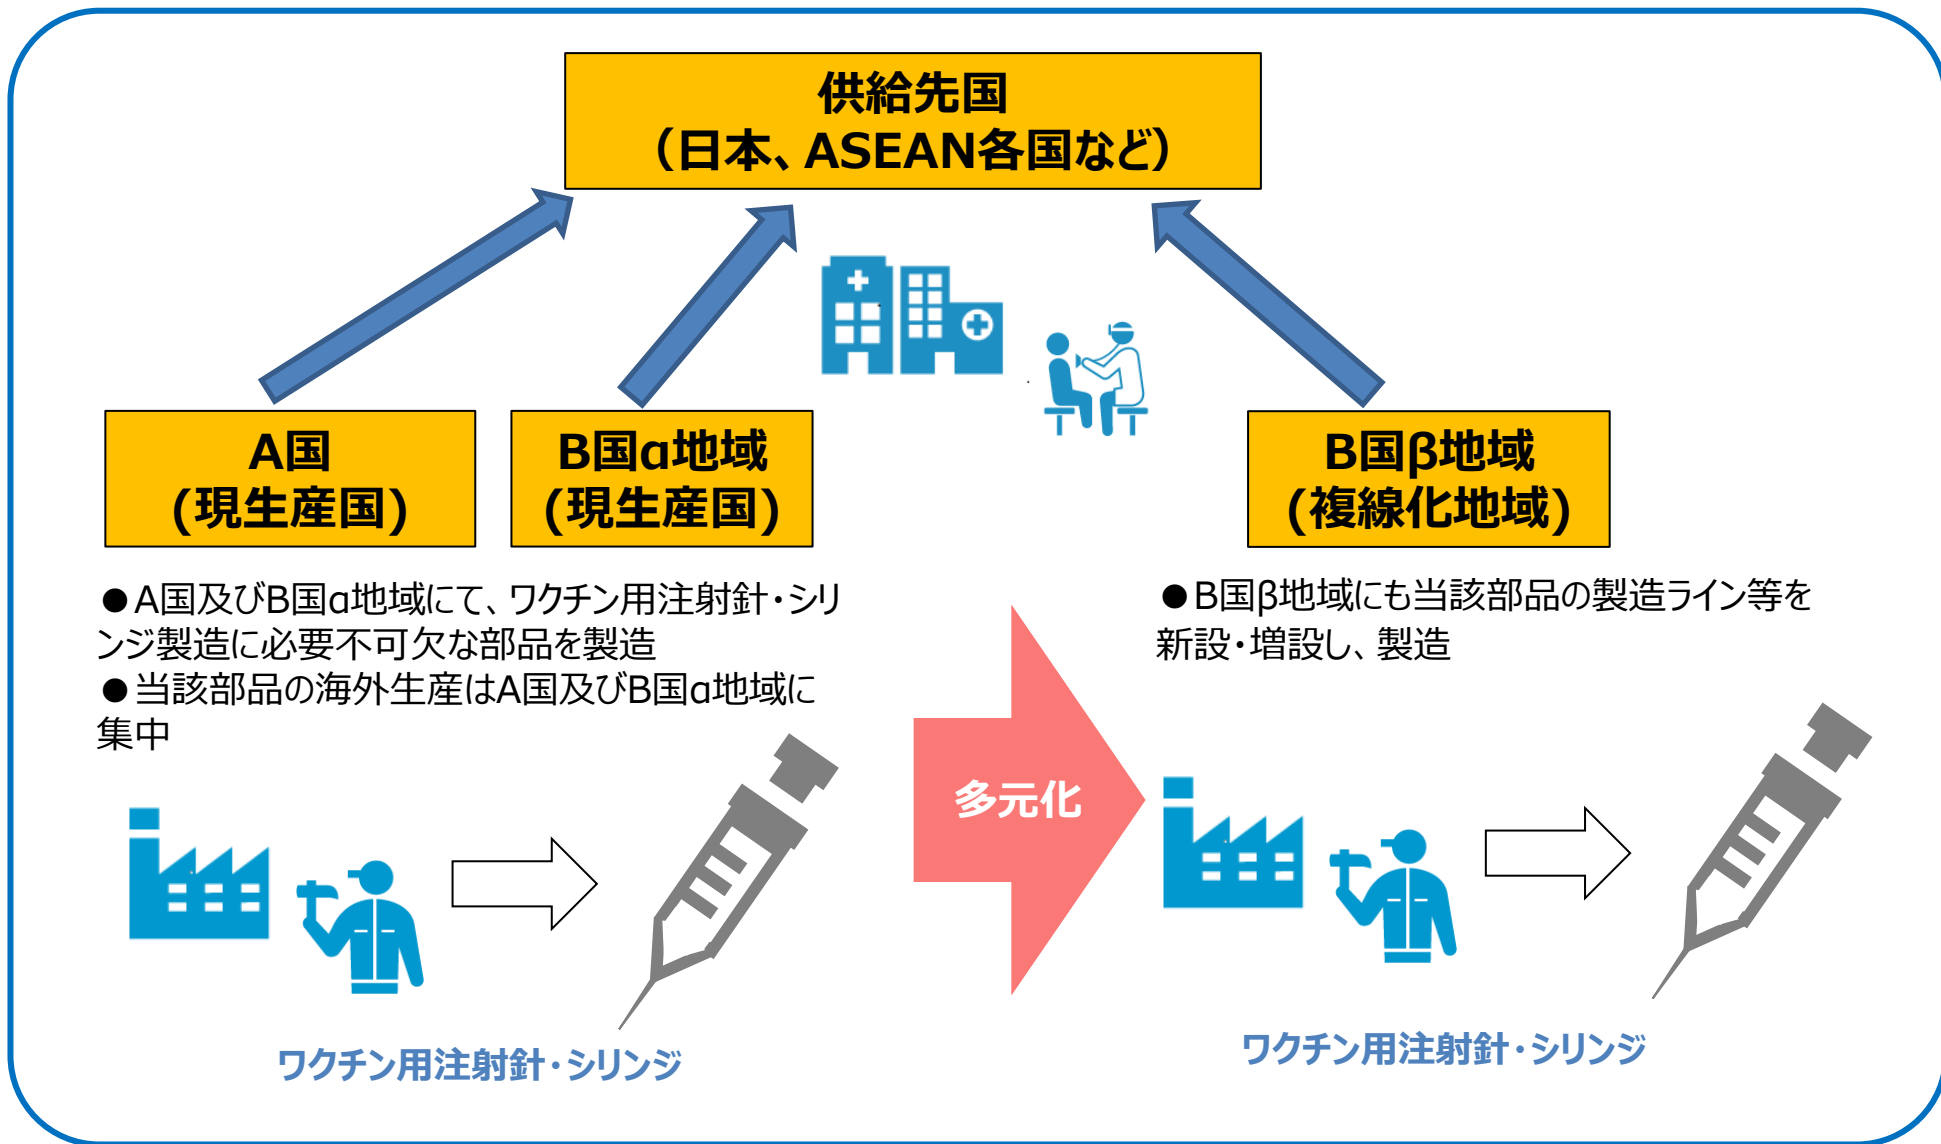 供給先国
（日本、ASEAN各国など）
A国
(現生産国)
B国α地域
(現生産国)
B国β地域
(複線化地域)
●A国及びB国α地域にて、ワクチン用注射針・シリ
ンジ製造に必要不可欠な部品を製造
●当該部品の海外生産はA国及びB国α地域に
集中
●B国β地域にも当該部品の製造ライン等を
新設・増設し、製造
多元化
ワクチン用注射針・シリンジ
ワクチン用注射針・シリンジ